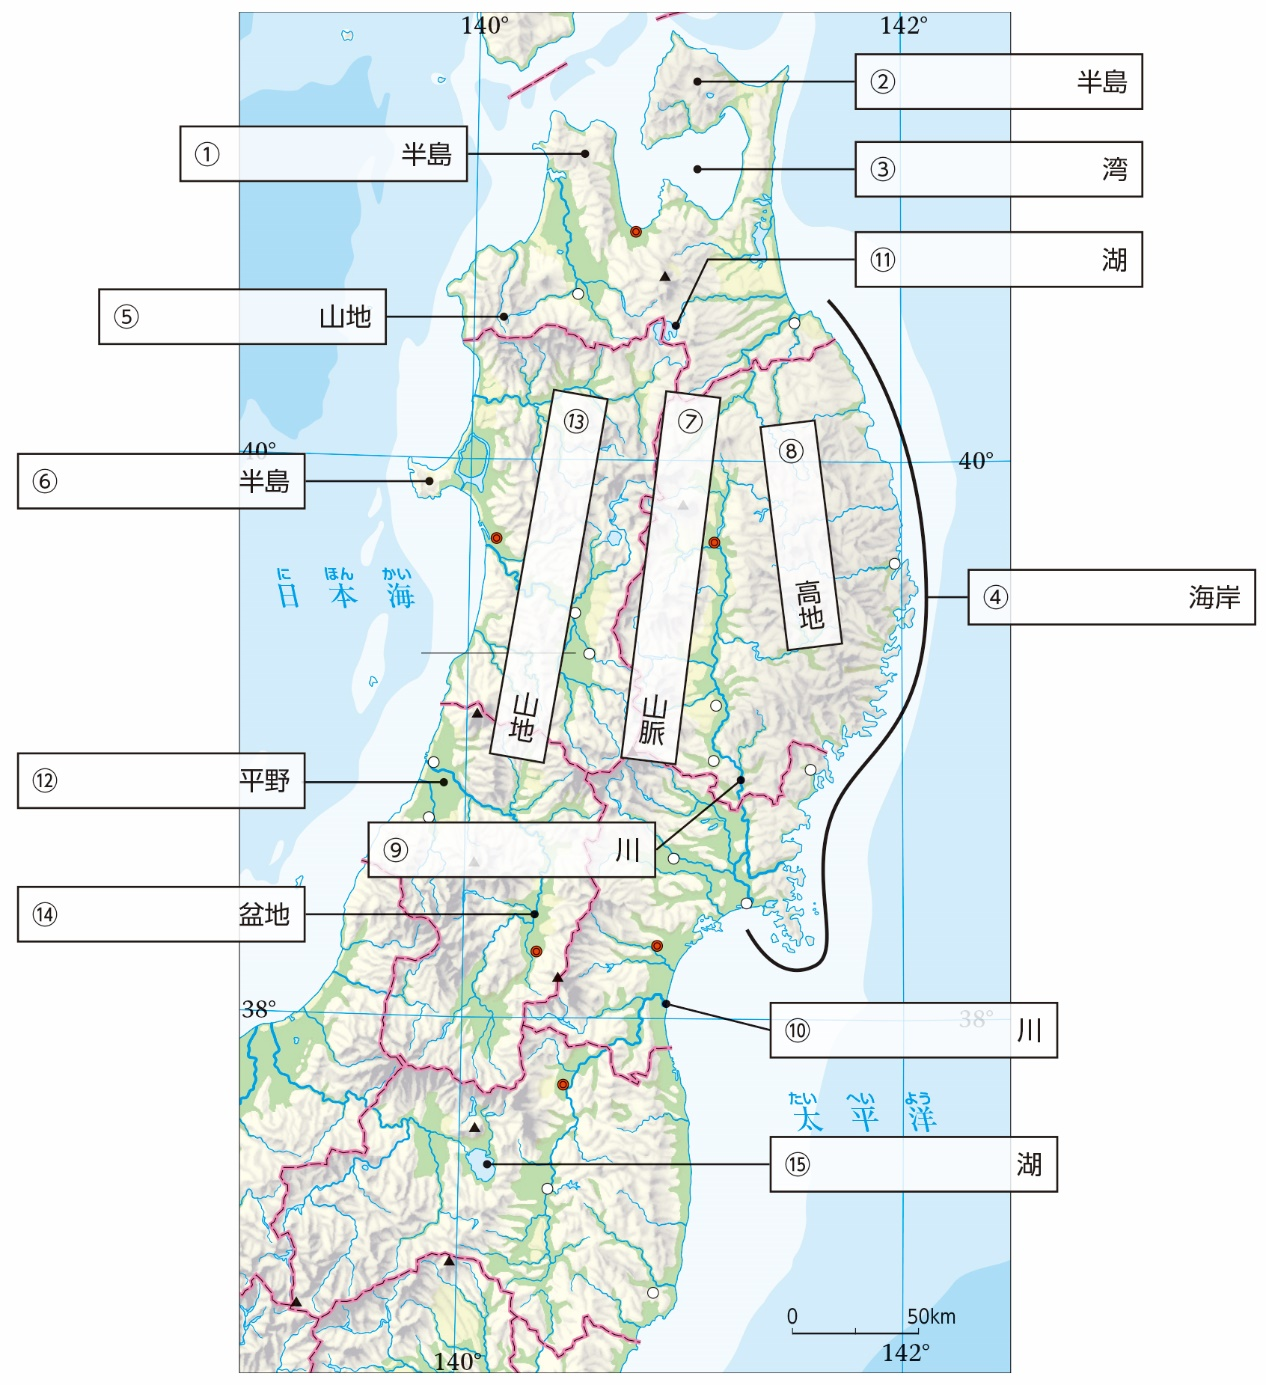 140°
142°
② 半島
① 半島
③ 湾
⑪ 湖
⑤ 山地
⑬ 山地
⑦ 山脈
⑧ 高地
40°
40°
⑥ 半島
にほんかい
日本海
④ 海岸
⑫ 平野
⑨ 川
⑭ 盆地
38°
⑩ 川
38°
たいへいよう
太平洋
⑮ 湖
0 50km
140°
142°